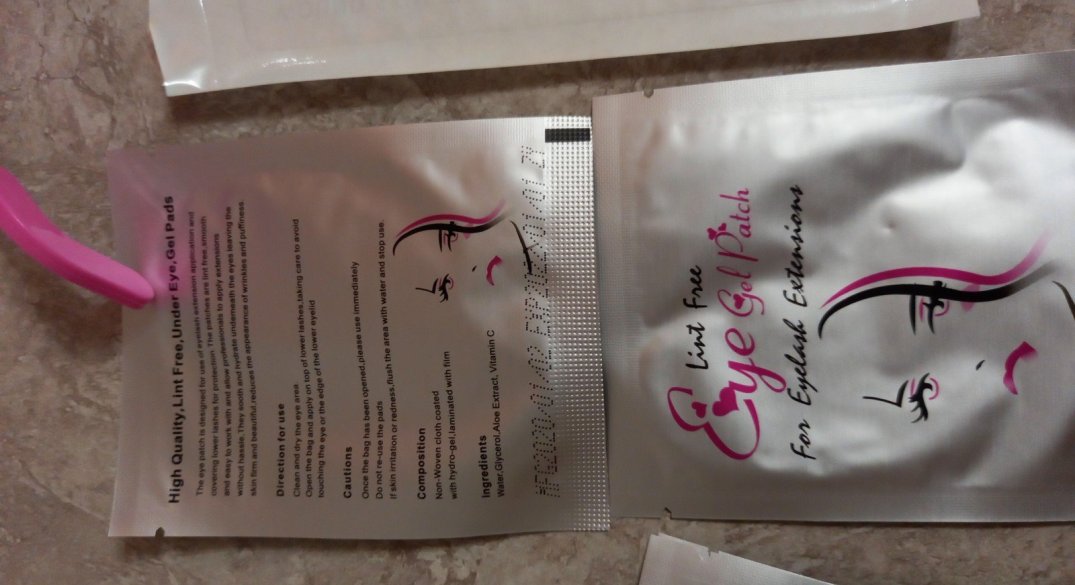 High Quality,Lint Free,Under Eye,Gel Pads
The eye patch is designed for use of eyelash extension application and
covering lower lashes for protection. The patches are lint free,smooth
and easy to work with and allow professionals to apply extensions
without hassle.They sooth and hydrate underneath the eyes leaving the
skin firm and beautiful,reduces the appearance of wrinkles and puffiness.
Direction for use
Clean and dry the eye area.
Open the bag and apply on top of lower lashes,taking care to avoid
touching the eye or the edge of the lower eyelid
Cautions
Once the bag has been opened,please use immediately
Do not re-use the pads
If skin irritation or redness,flush the area with water and stop use.
Composition
Non-Woven cloth coated
with hydro-gel,laminated with film
Ingredients
Water,Glycerol,Aloe Extract, Vitamin C
Lint Free
Eye Gel Patch
For Eyelash Extensions